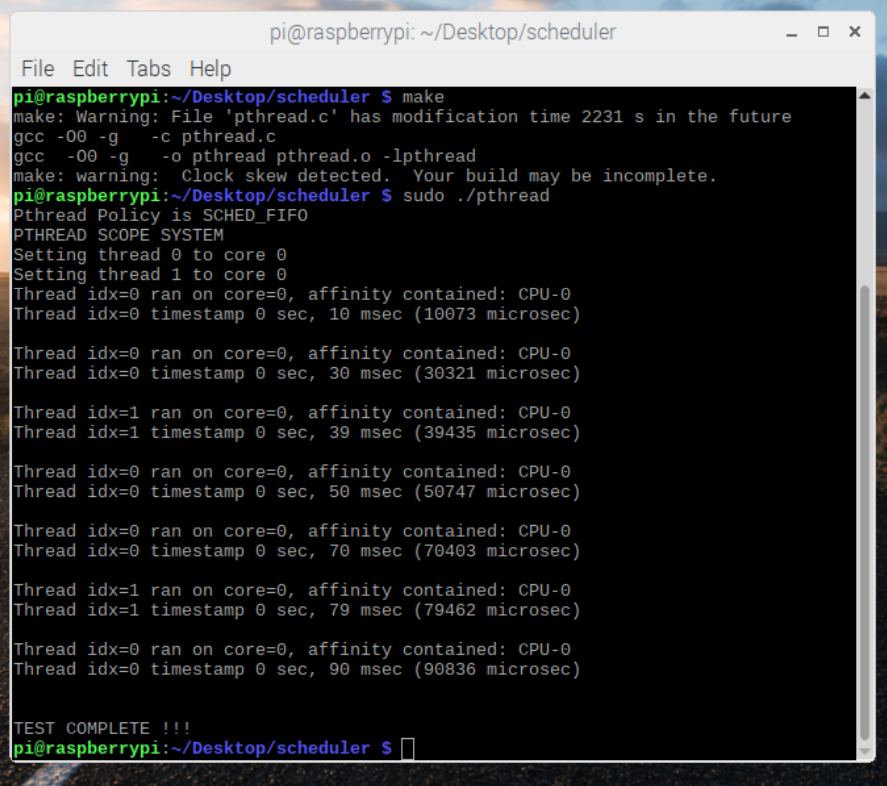 pi@raspberrypi: ~/Desktop/scheduler
File Edit Tabs Help
pi@raspberrypi:~/Desktop/scheduler $ make
make: Warning: File 'pthread.c' has modification time 2231 s in the future
gcc -O0 -g   -c pthread.c
gcc  -O0 -g    -o pthread pthread.o -lpthread
make: warning:  Clock skew detected.  Your build may be incomplete.
pi@raspberrypi:~/Desktop/scheduler $ sudo ./pthread
Pthread Policy is SCHED_FIFO
PTHREAD SCOPE SYSTEM
Setting thread 0 to core 0
Setting thread 1 to core 0
Thread idx=0 ran on core=0, affinity contained: CPU-0
Thread idx=0 timestamp 0 sec, 10 msec (10073 microsec)
Thread idx=0 ran on core=0, affinity contained: CPU-0
Thread idx=0 timestamp 0 sec, 30 msec (30321 microsec)
Thread idx=1 ran on core=0, affinity contained: CPU-0
Thread idx=1 timestamp 0 sec, 39 msec (39435 microsec)
Thread idx=0 ran on core=0, affinity contained: CPU-0
Thread idx=0 timestamp 0 sec, 50 msec (50747 microsec)
Thread idx=0 ran on core=0, affinity contained: CPU-0
Thread idx=0 timestamp 0 sec, 70 msec (70403 microsec)
Thread idx=1 ran on core=0, affinity contained: CPU-0
Thread idx=1 timestamp 0 sec, 79 msec (79462 microsec)
Thread idx=0 ran on core=0, affinity contained: CPU-0
Thread idx=0 timestamp 0 sec, 90 msec (90836 microsec)
TEST COMPLETE !!!
pi@raspberrypi:~/Desktop/scheduler $